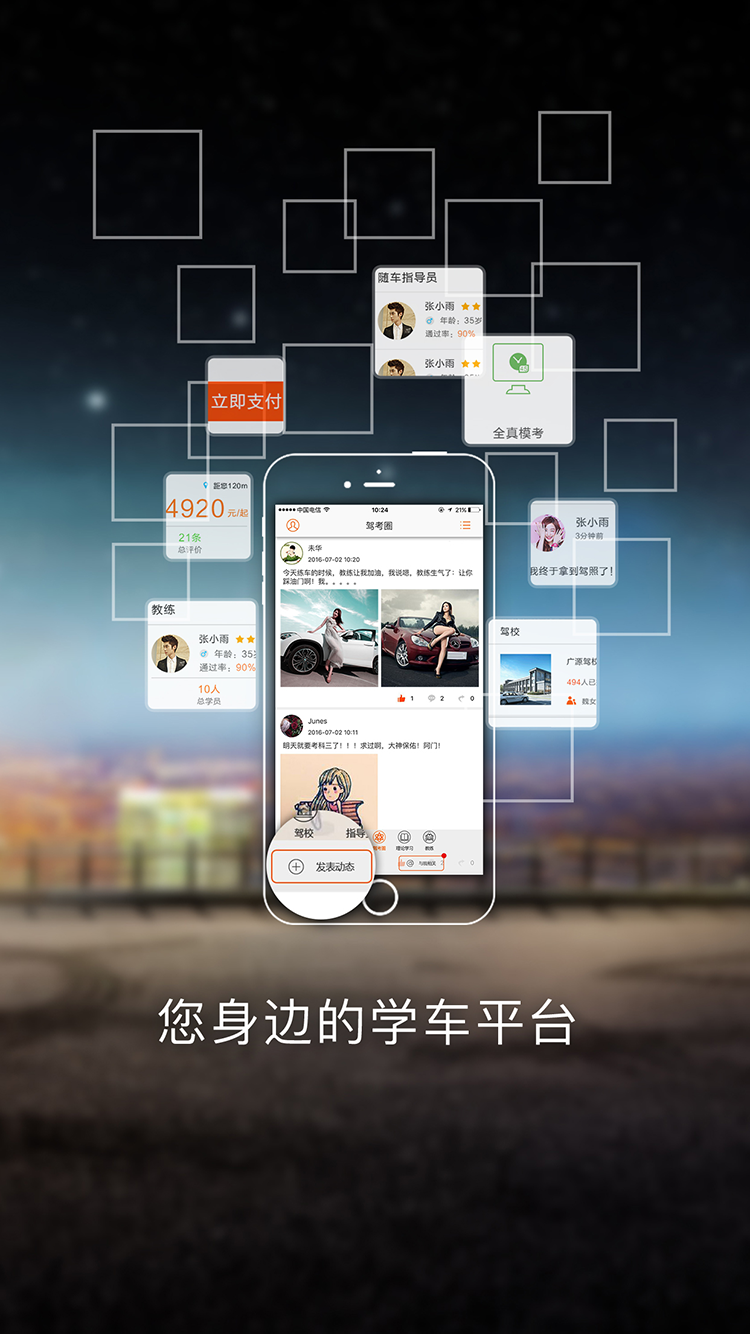 随车指导员
张小雨
年龄：35岁
通过率：90%
张小雨
立即支付
全真模考
距您120m
4920 元/起
21条
总评价
张小雨
3分钟前
我终于拿到驾照了！
教练
张小雨
年龄：35
通过率：90%
10人
总学员
驾校
广源驾校
494人已
魏女
中国电信
10:24
21%
驾考圈
未华
2016-07-02 10:20
今天练车的时候，教练让我加油，我说嗯，教练生气了：让你
踩油门啊！我。。。。。
1
2
0
Junes
2016-07-02 10:11
明天就要考科三了！！！求过啊，大神保佑！阿门！
驾校
指导
驾考圈
理论学习
教练
发表动态
与我相关
2
0
您身边的学车平台